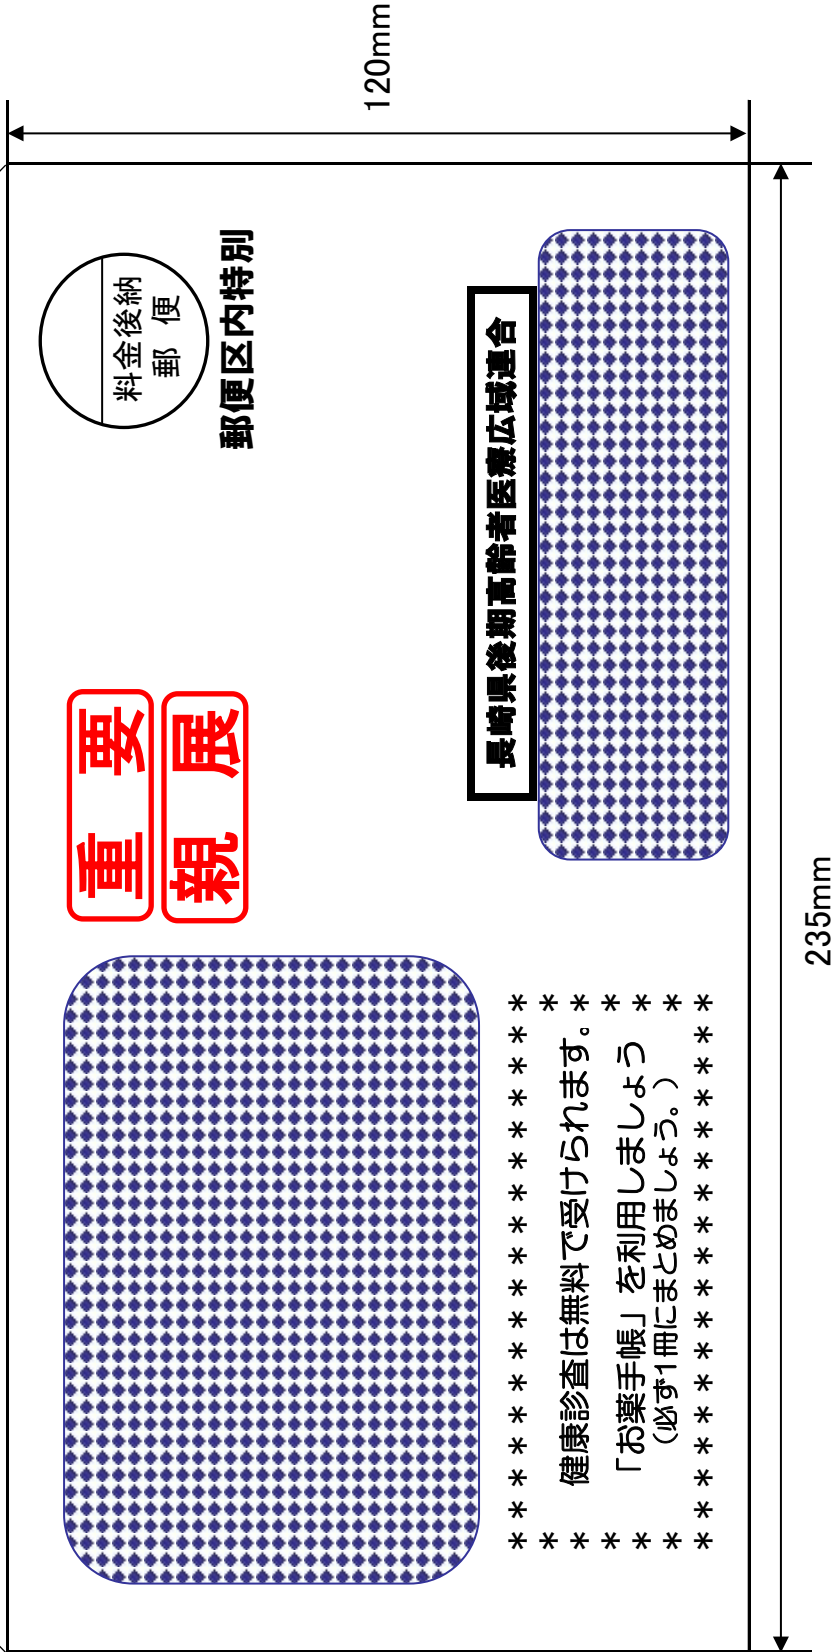 120mm
料金後納
郵 便
郵便区内特別
重 要
親 展
長崎県後期高齢者医療広域連合
健康診査は無料で受けられます。
「お薬手帳」を利用しましょう
（必ず1冊にまとめましょう。）
235mm